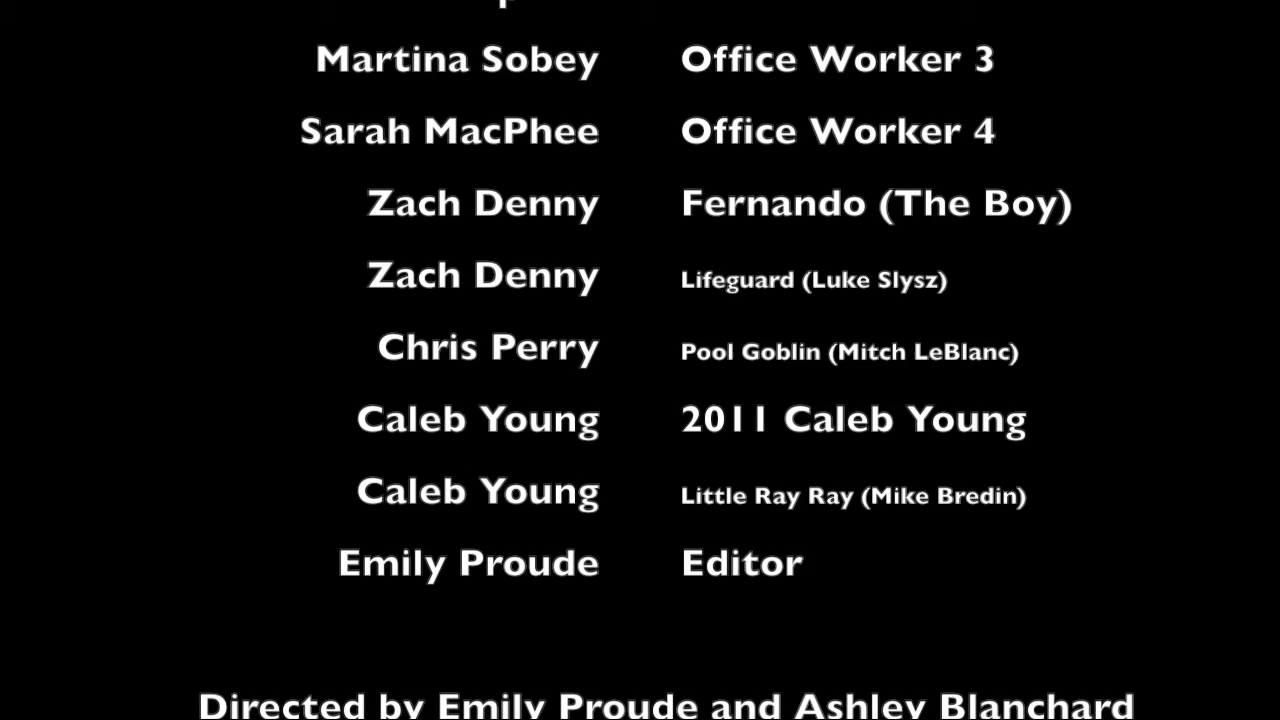 Martina Sobey Office Worker 3
Sarah MacPhee Office Worker 4
Zach Denny Fernando (The Boy)
Zach Denny Lifeguard (Luke Slysz)
Chris Perry Pool Goblin (Mitch LeBlanc)
Caleb Young 2011 Caleb Young
Caleb Young Little Ray Ray (Mike Bredin)
Emily Proude Editor
Directed by Emily Proude and Ashley Blanchard